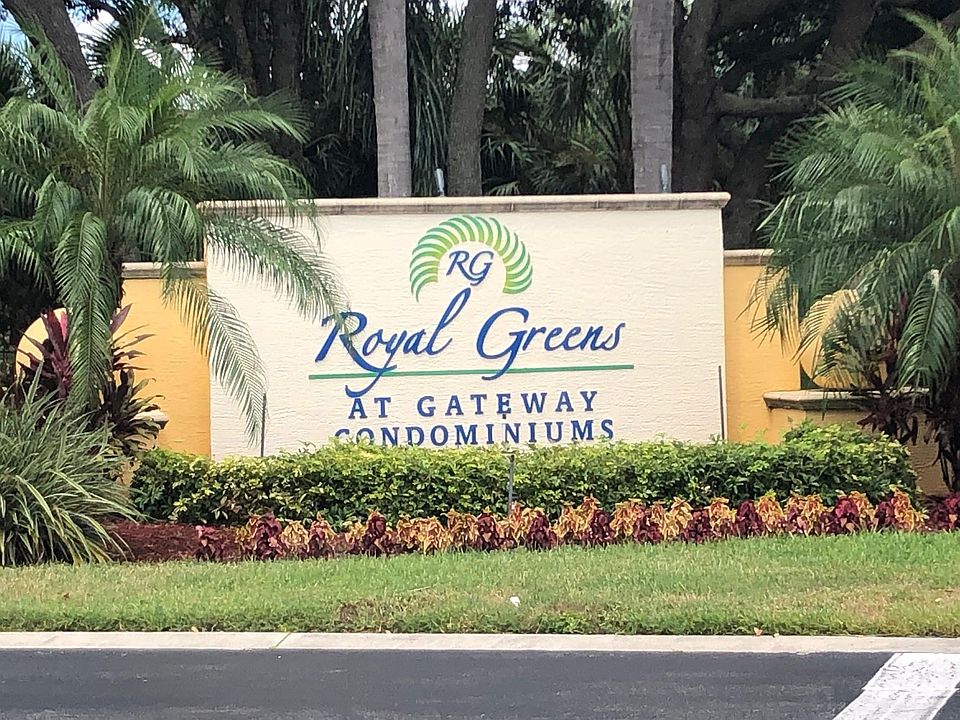 RG
Royal Greens
AT GATEWAY
CONDOMINIUMS